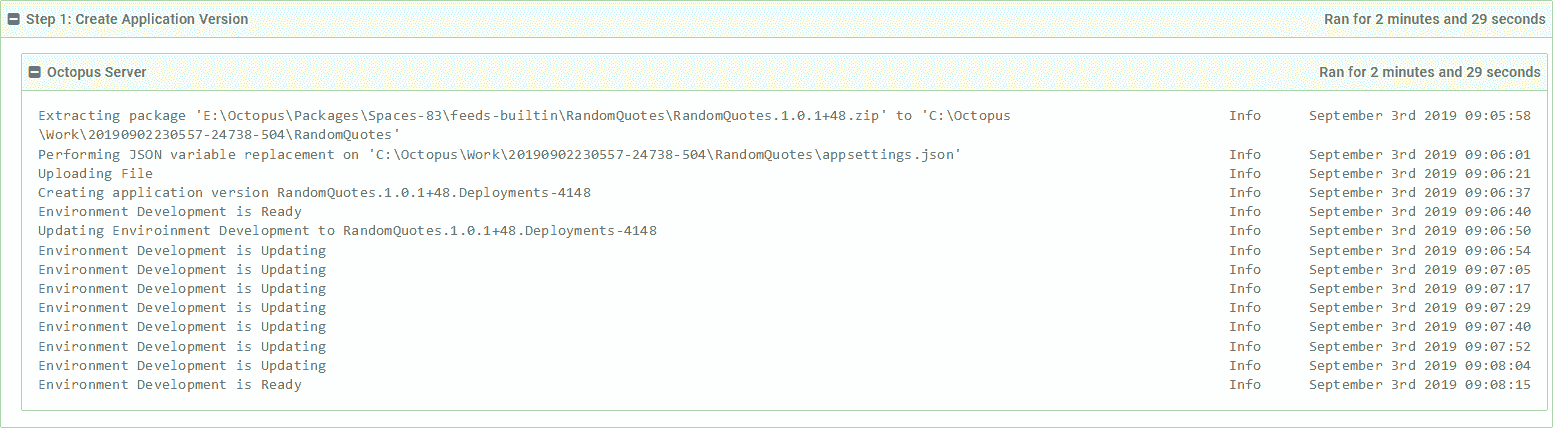 Step 1: Create Application Version Ran for 2 minutes and 29 seconds
Octopus Server Ran for 2 minutes and 29 seconds
Extracting package 'E:\Octopus\Packages\Spaces-83\feeds-builtin\RandomQuotes\RandomQuotes.1.0.1+48.zip' to 'C:\Octopus Info September 3rd 2019 09:05:58
\Work\20190902230557-24738-504\RandomQuotes'
Performing JSON variable replacement on 'C:\Octopus\Work\20190902230557-24738-504\RandomQuotes\appsettings.json' Info September 3rd 2019 09:06:01
Uploading File Info September 3rd 2019 09:06:21
Creating application version RandomQuotes.1.0.1+48.Deployments-4148 Info September 3rd 2019 09:06:37
Environment Development is Ready Info September 3rd 2019 09:06:40
Updating Enviroinment Development to RandomQuotes.1.0.1+48.Deployments-4148 Info September 3rd 2019 09:06:50
Environment Development is Updating Info September 3rd 2019 09:06:54
Environment Development is Updating Info September 3rd 2019 09:07:05
Environment Development is Updating Info September 3rd 2019 09:07:17
Environment Development is Updating Info September 3rd 2019 09:07:29
Environment Development is Updating Info September 3rd 2019 09:07:40
Environment Development is Updating Info September 3rd 2019 09:07:52
Environment Development is Updating Info September 3rd 2019 09:08:04
Environment Development is Ready Info September 3rd 2019 09:08:15